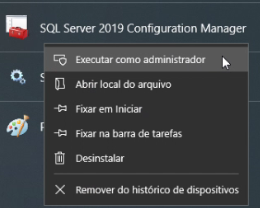 SQL Server 2019 Configuration Manager
Executar como administrador
S
Abrir local do arquivo
Fixar em Iniciar
Fixar na barra de tarefas
Desinstalar
Remover do histórico de dispositivos